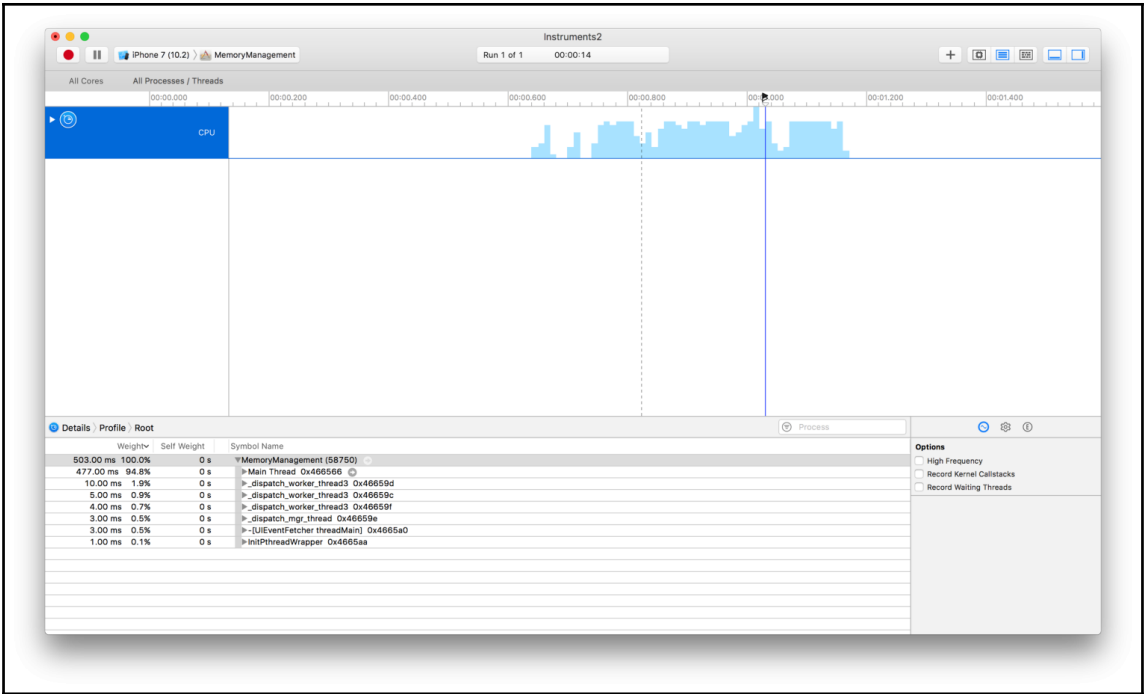 Instruments2
iPhone 7 (10.2) MemoryManagement Run 1 of 1 00:00:14
All Cores All Processes / Threads
00:00.000 00:00.200 00:00.400 00:00.600 00:00.800 00:01.200 00:01.400
CPU
Details Profile Root Process
Weight Self Weight Symbol Name
503.00 ms 100.0% 0 s MemoryManagement (58750)
477.00 ms 94.8% 0 s Main Thread 0x466566
10.00 ms 1.9% 0 s _dispatch_worker_thread3 0x46659d
5.00 ms 0.9% 0 s _dispatch_worker_thread3 0x46659c
4.00 ms 0.7% 0 s _dispatch_worker_thread3 0x46659f
3.00 ms 0.5% 0 s _dispatch_mgr_thread 0x46659e
3.00 ms 0.5% 0 s -[UIEventFetcher threadMain] 0x4665a0
1.00 ms 0.1% 0 s InitPthreadWrapper 0x4665aa
Options
High Frequency
Record Kernel Callstacks
Record Waiting Threads